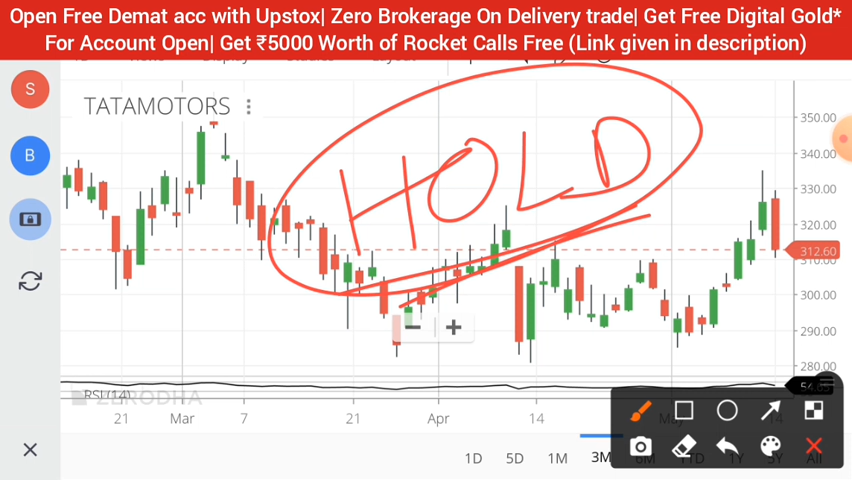 Open Free Demat acc with Upstox| Zero Brokerage On Delivery trade| Get Free Digital Gold*
For Account Open| Get ₹5000 Worth of Rocket Calls Free (Link given in description)
S
B
TATAMOTORS
HOLD
350.00
340.00
330.00
320.00
312.60
310.00
300.00
290.00
280.00
RSI(14)
ZERODHA
21 Mar 7 21 Apr 14 May 14
1D 5D 1M 3M 6M YTD 1Y 5Y All